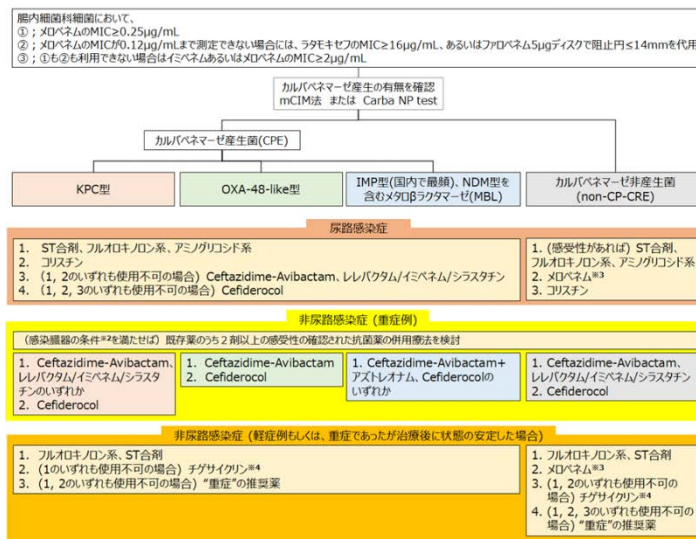 腸内細菌科細菌において、
①；メロペネムのMIC≥0.25μg/mL
②；メロペネムのMICが0.12μg/mLまで測定できない場合には、ラタモキセフのMIC≥16μg/mL、あるいはファロペネム5μgディスクで阻止円≤14mmを代用
③；①も②も利用できない場合はイミペネムあるいはメロペネムのMIC≥2μg/mL
カルバペネマーゼ産生の有無を確認
mCIM法 または Carba NP test
カルバペネマーゼ産生菌(CPE)
KPC型
OXA-48-like型
IMP型(国内で最頻)、NDM型を
含むメタロβラクタマーゼ(MBL)
カルバペネマーゼ非産生菌
(non-CP-CRE)
尿路感染症
1. ST合剤、フルオロキノロン系、アミノグリコシド系
2. コリスチン
3. (1, 2のいずれも使用不可の場合) Ceftazidime-Avibactam、レレバクタム/イミペネム/シラスタチン
4. (1, 2, 3のいずれも使用不可の場合) Cefiderocol
1. (感受性があれば) ST合剤、
フルオロキノロン系、アミノグリコシド系
2. メロペネム※3
3. コリスチン
非尿路感染症 (重症例)
(感染臓器の条件※2を満たせば) 既存薬のうち２剤以上の感受性の確認された抗菌薬の併用療法を検討
1. Ceftazidime-Avibactam、
レレバクタム/イミペネム/シラスタ
チンのいずれか
2. Cefiderocol
1. Ceftazidime-Avibactam
2. Cefiderocol
1. Ceftazidime-Avibactam+
アズトレオナム、Cefiderocolの
いずれか
1. Ceftazidime-Avibactam、
レレバクタム/イミペネム/シラスタチン
2. Cefiderocol
非尿路感染症 (軽症例もしくは、重症であったが治療後に状態の安定した場合)
1. フルオロキノロン系、ST合剤
2. (1のいずれも使用不可の場合) チゲサイクリン※4
3. (1, 2のいずれも使用不可の場合) “重症”の推奨薬
1. フルオロキノロン系、ST合剤
2. メロペネム※3
3. (1, 2のいずれも使用不可の
場合) チゲサイクリン※4
4. (1, 2, 3のいずれも使用不可の
場合) “重症”の推奨薬